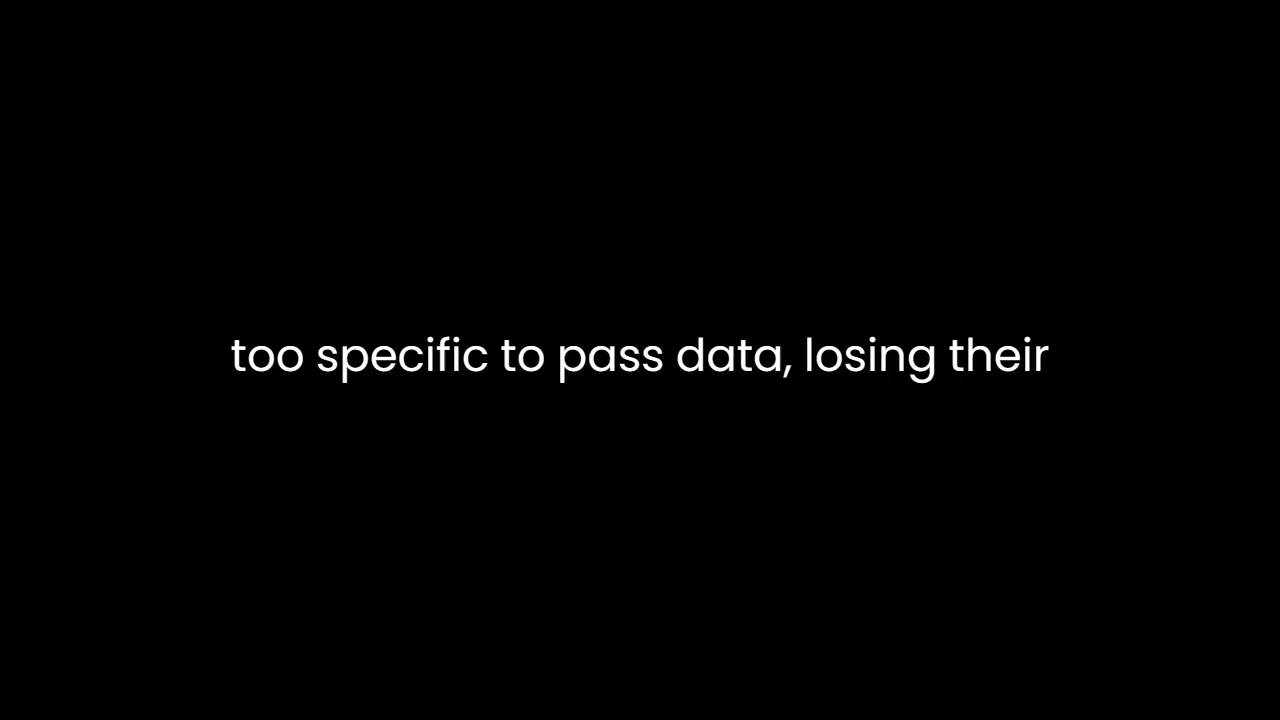 too specific to pass data, losing their